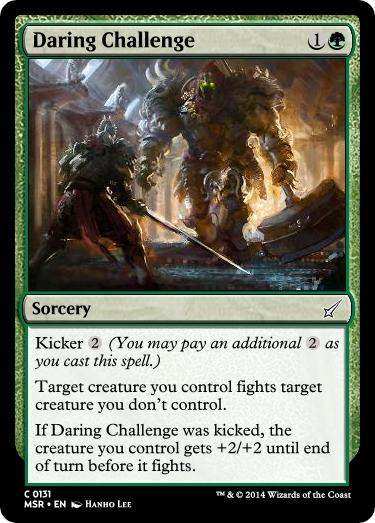 Daring Challenge 1
Sorcery
Kicker 2 (You may pay an additional 2 as
you cast this spell.)
Target creature you control fights target
creature you don't control.
If Daring Challenge was kicked, the
creature you control gets +2/+2 until end
of turn before it fights.
C 0131
MSR • EN Hanho Lee
™ & © 2014 Wizards of the Coast